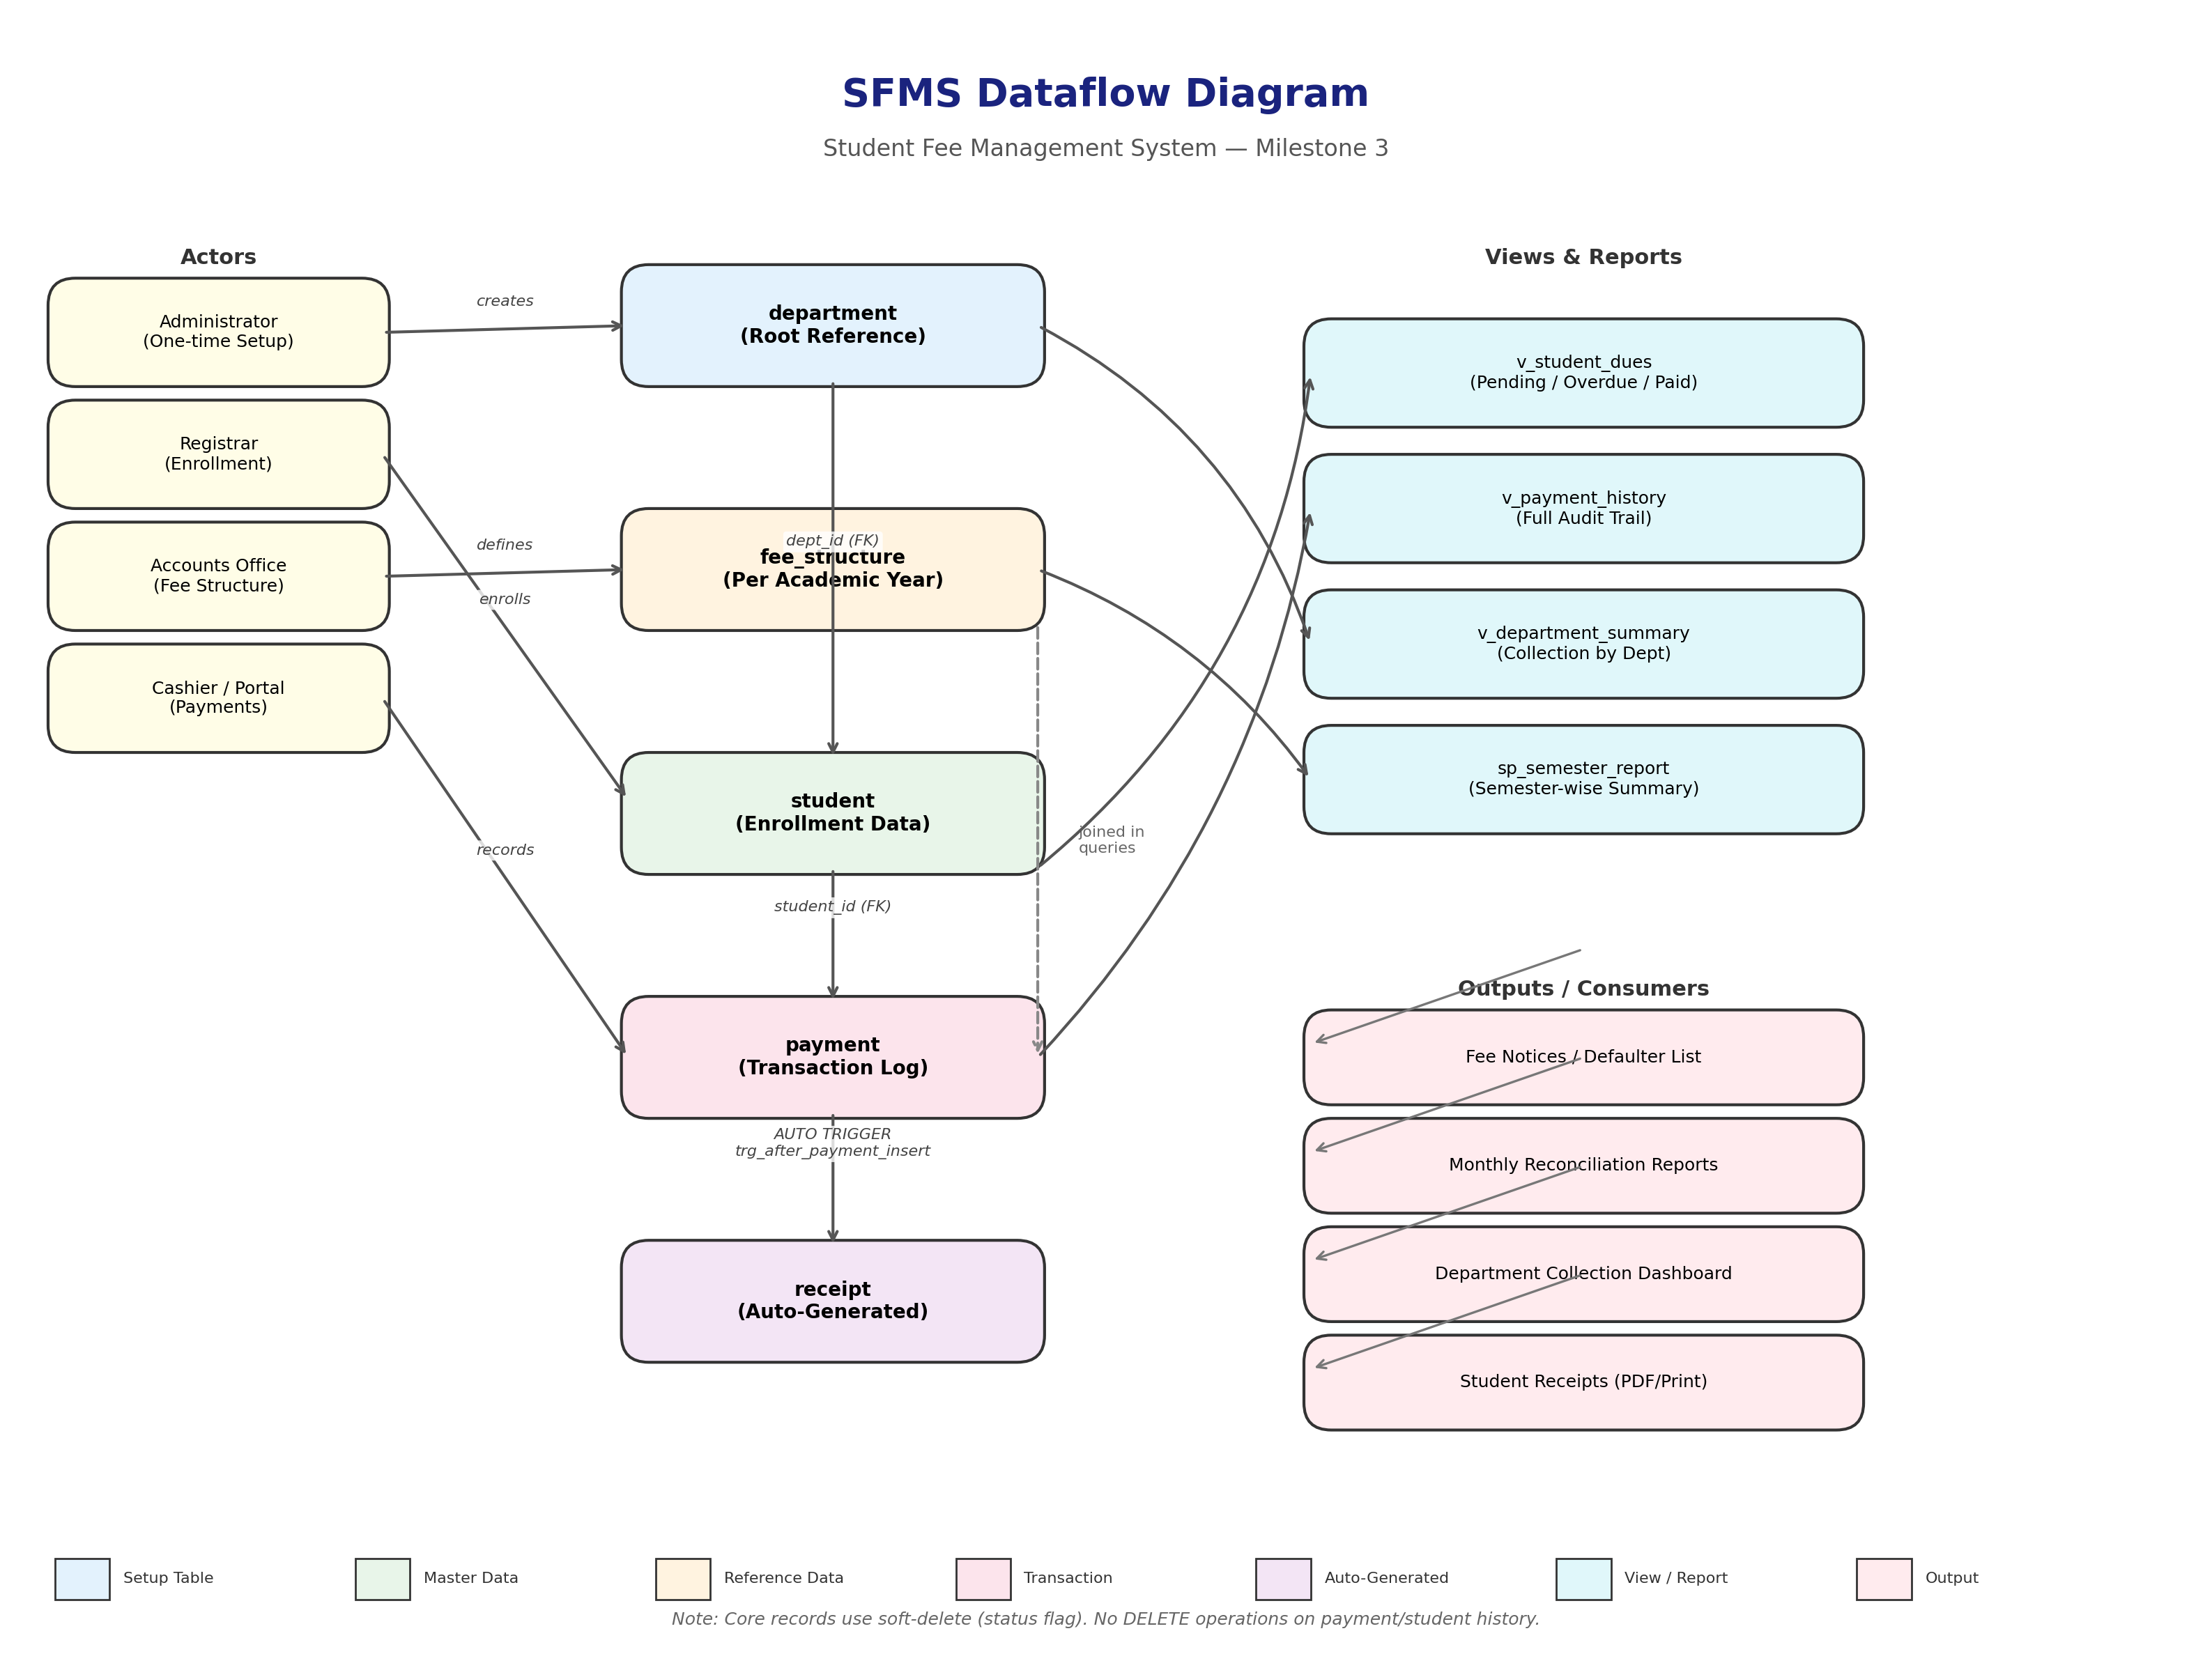 SFMS Dataflow Diagram
Student Fee Management System — Milestone 3
Actors
Administrator
(One-time Setup)
Registrar
(Enrollment)
Accounts Office
(Fee Structure)
Cashier / Portal
(Payments)
creates
defines
enrolls
records
department
(Root Reference)
dept_id (FK)
fee_structure
(Per Academic Year)
student
(Enrollment Data)
student_id (FK)
payment
(Transaction Log)
AUTO TRIGGER
trg_after_payment_insert
receipt
(Auto-Generated)
joined in
queries
Views & Reports
v_student_dues
(Pending / Overdue / Paid)
v_payment_history
(Full Audit Trail)
v_department_summary
(Collection by Dept)
sp_semester_report
(Semester-wise Summary)
Outputs / Consumers
Fee Notices / Defaulter List
Monthly Reconciliation Reports
Department Collection Dashboard
Student Receipts (PDF/Print)
Setup Table
Master Data
Reference Data
Transaction
Auto-Generated
View / Report
Output
Note: Core records use soft-delete (status flag). No DELETE operations on payment/student history.